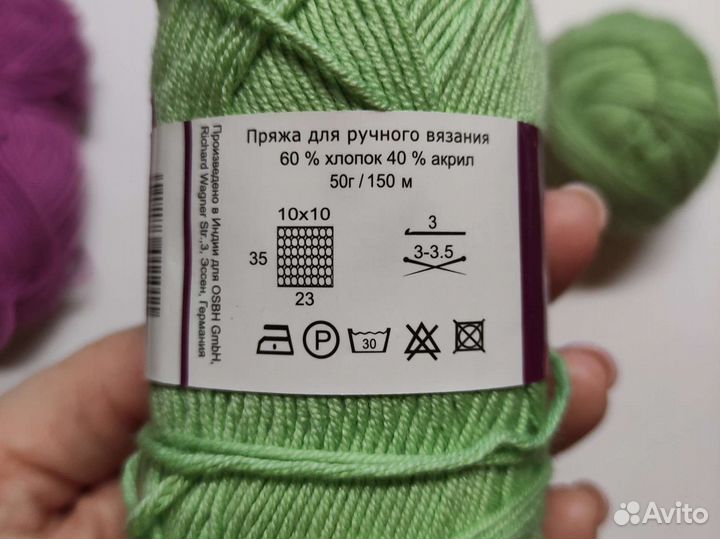 Пряжа для ручного вязания
60 % хлопок 40 % акрил
50г / 150 м
10x10
35
23
3
3-3.5
P
30
Произведено в Индии для OSBH GmbH,
Richard Wagner Str.,3, Эссен, Германия
Avito